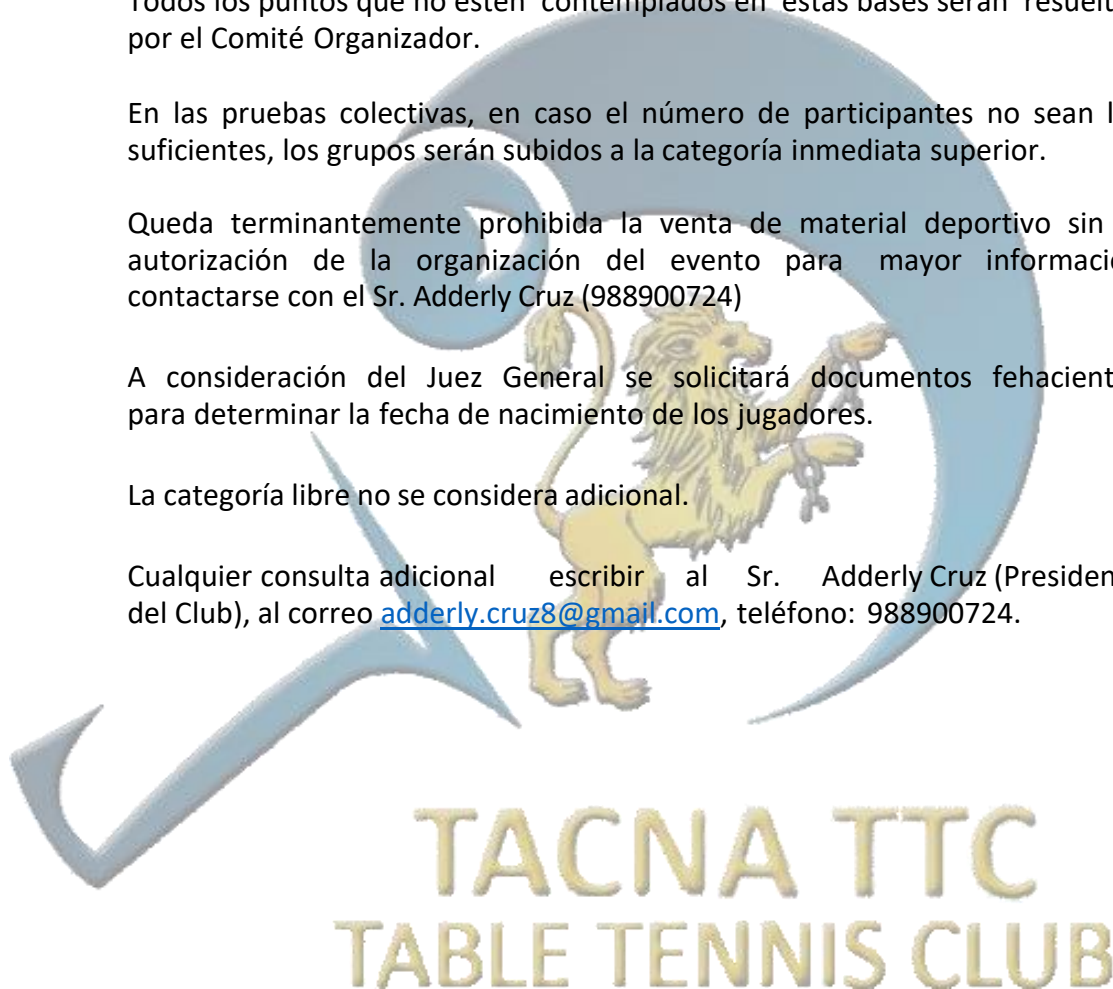 Todos los puntos que no estén contemplados en estas bases serán resuelt
por el Comité Organizador.
En las pruebas colectivas, en caso el número de participantes no sean l
suficientes, los grupos serán subidos a la categoría inmediata superior.
Queda terminantemente prohibida la venta de material deportivo sin
autorización de la organización del evento para mayor informaci
contactarse con el Sr. Adderly Cruz (988900724)
A consideración del Juez General se solicitará documentos fehacient
para determinar la fecha de nacimiento de los jugadores.
La categoría libre no se considera adicional.
Cualquier consulta adicional escribir al Sr. Adderly Cruz (Presiden
del Club), al correo adderly.cruz8@gmail.com, teléfono: 988900724.
TACNA TTC
TABLE TENNIS CLUB